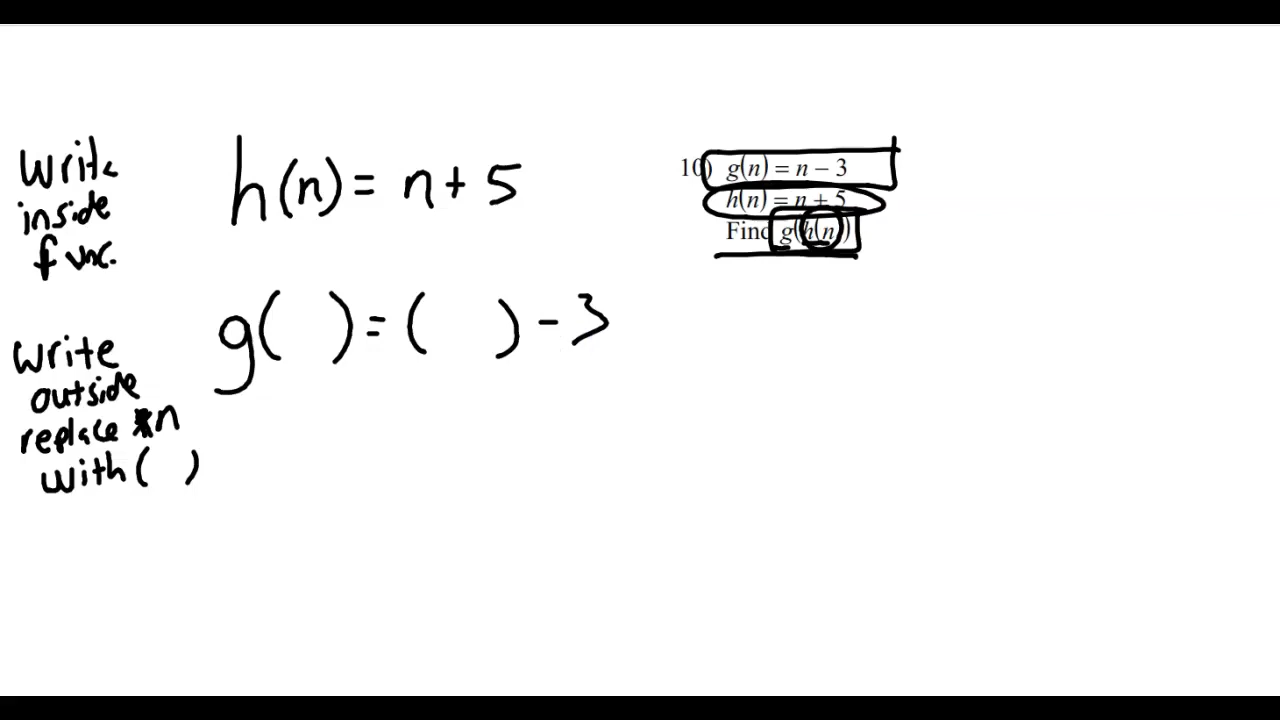 Write
inside
func.
h(n) = n + 5
10) g(n) = n − 3
h(n) = n + 5
Find g(h(n))
g( ) = ( ) - 3
write
outside
replace n
with ( )